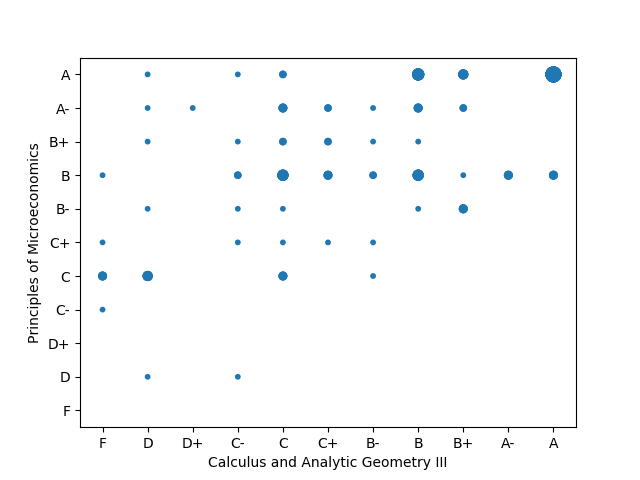 A
A-
B+
B
B-
C+
C
C-
D+
D
F
Principles of Microeconomics
F D D+ C- C C+ B- B B+ A- A
Calculus and Analytic Geometry III